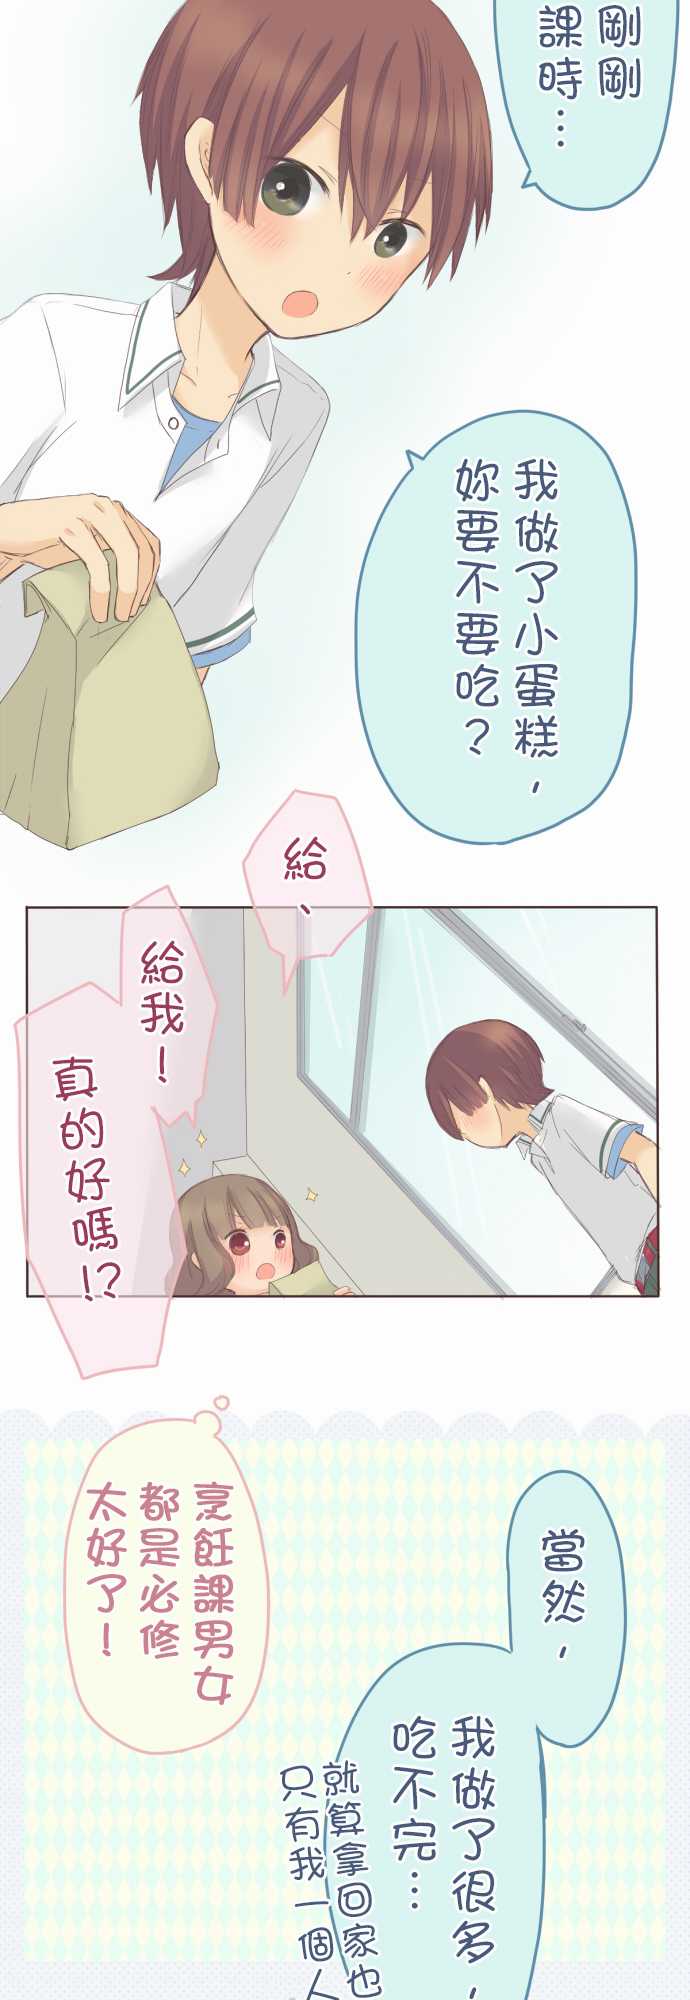 剛剛
課時…
我做了小蛋糕，
妳要不要吃？
給、
給我！
真的好嗎!?
當然，
我做了很多，
吃不完…
就算拿回家也
只有我一個人
烹飪課男女
都是必修
太好了！